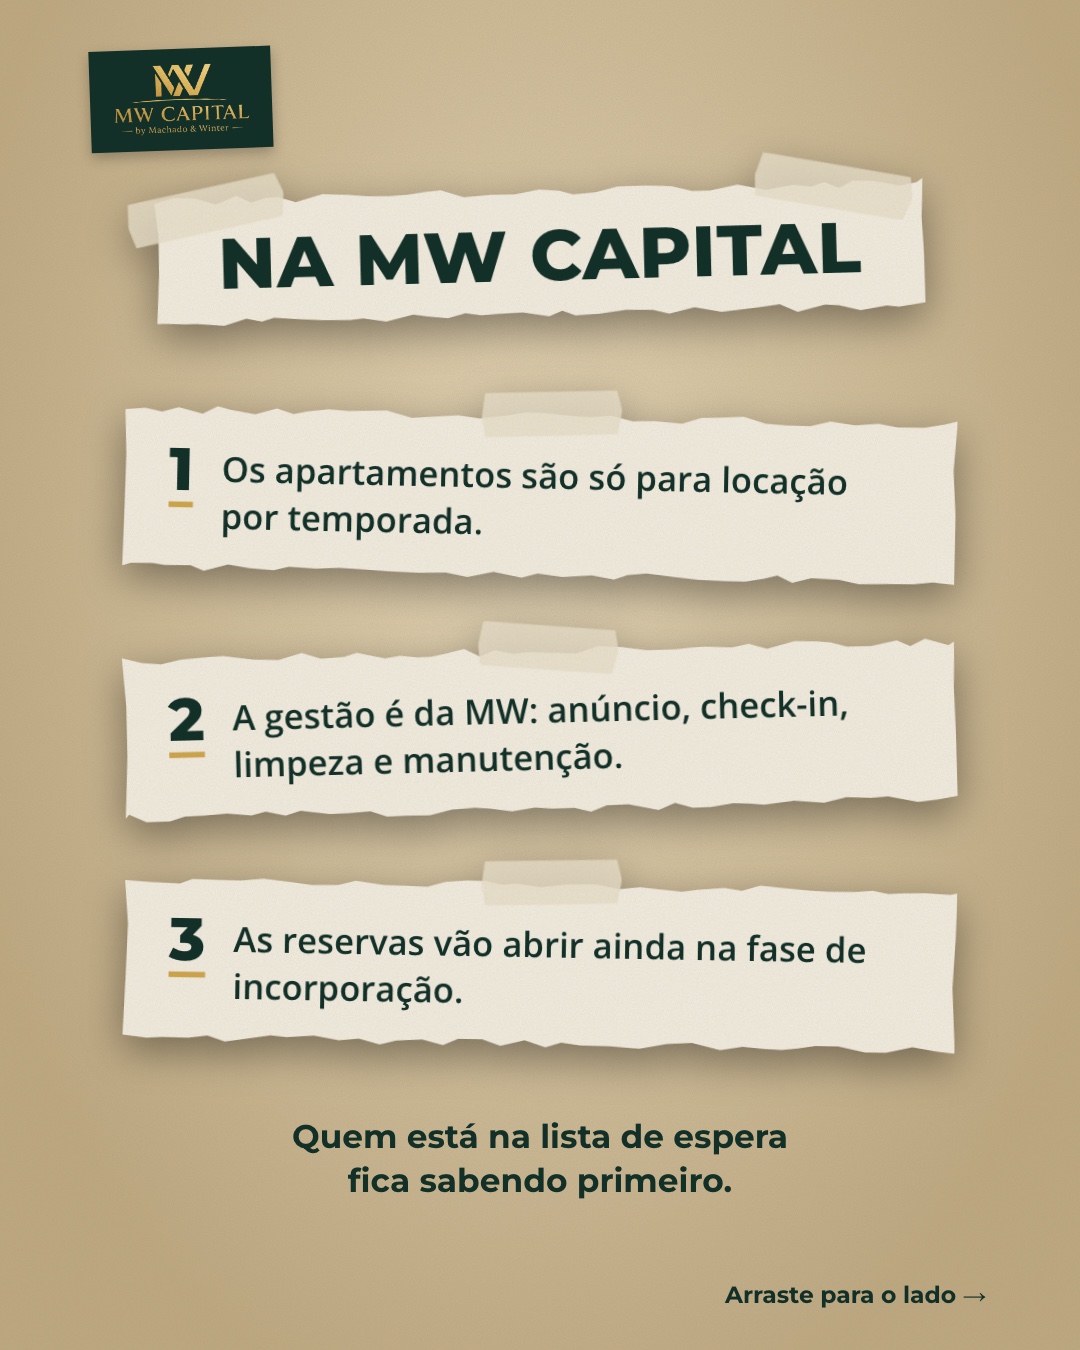 MW CAPITAL
by Machado & Winter
NA MW CAPITAL
1 Os apartamentos são só para locação
por temporada.
2 A gestão é da MW: anúncio, check-in,
limpeza e manutenção.
3 As reservas vão abrir ainda na fase de
incorporação.
Quem está na lista de espera
fica sabendo primeiro.
Arraste para o lado →